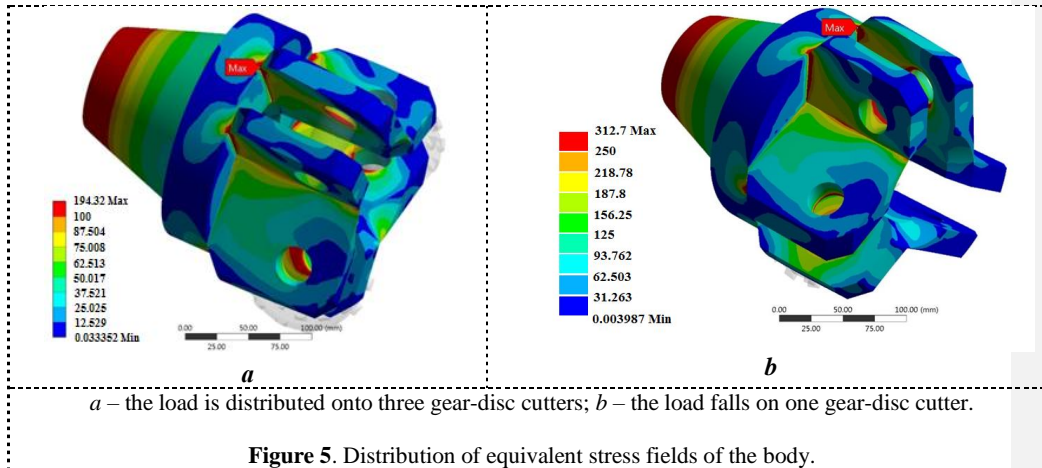 Max
194.32 Max
100
87.504
75.008
62.513
50.017
37.521
25.025
12.529
0.033352 Min
0.00 50.00 100.00 (mm)
25.00 75.00
a
Max
312.7 Max
250
218.78
187.8
156.25
125
93.762
62.503
31.263
0.003987 Min
0.00 50.00 100.00 (mm)
25.00 75.00
b
a – the load is distributed onto three gear-disc cutters; b – the load falls on one gear-disc cutter.
Figure 5. Distribution of equivalent stress fields of the body.